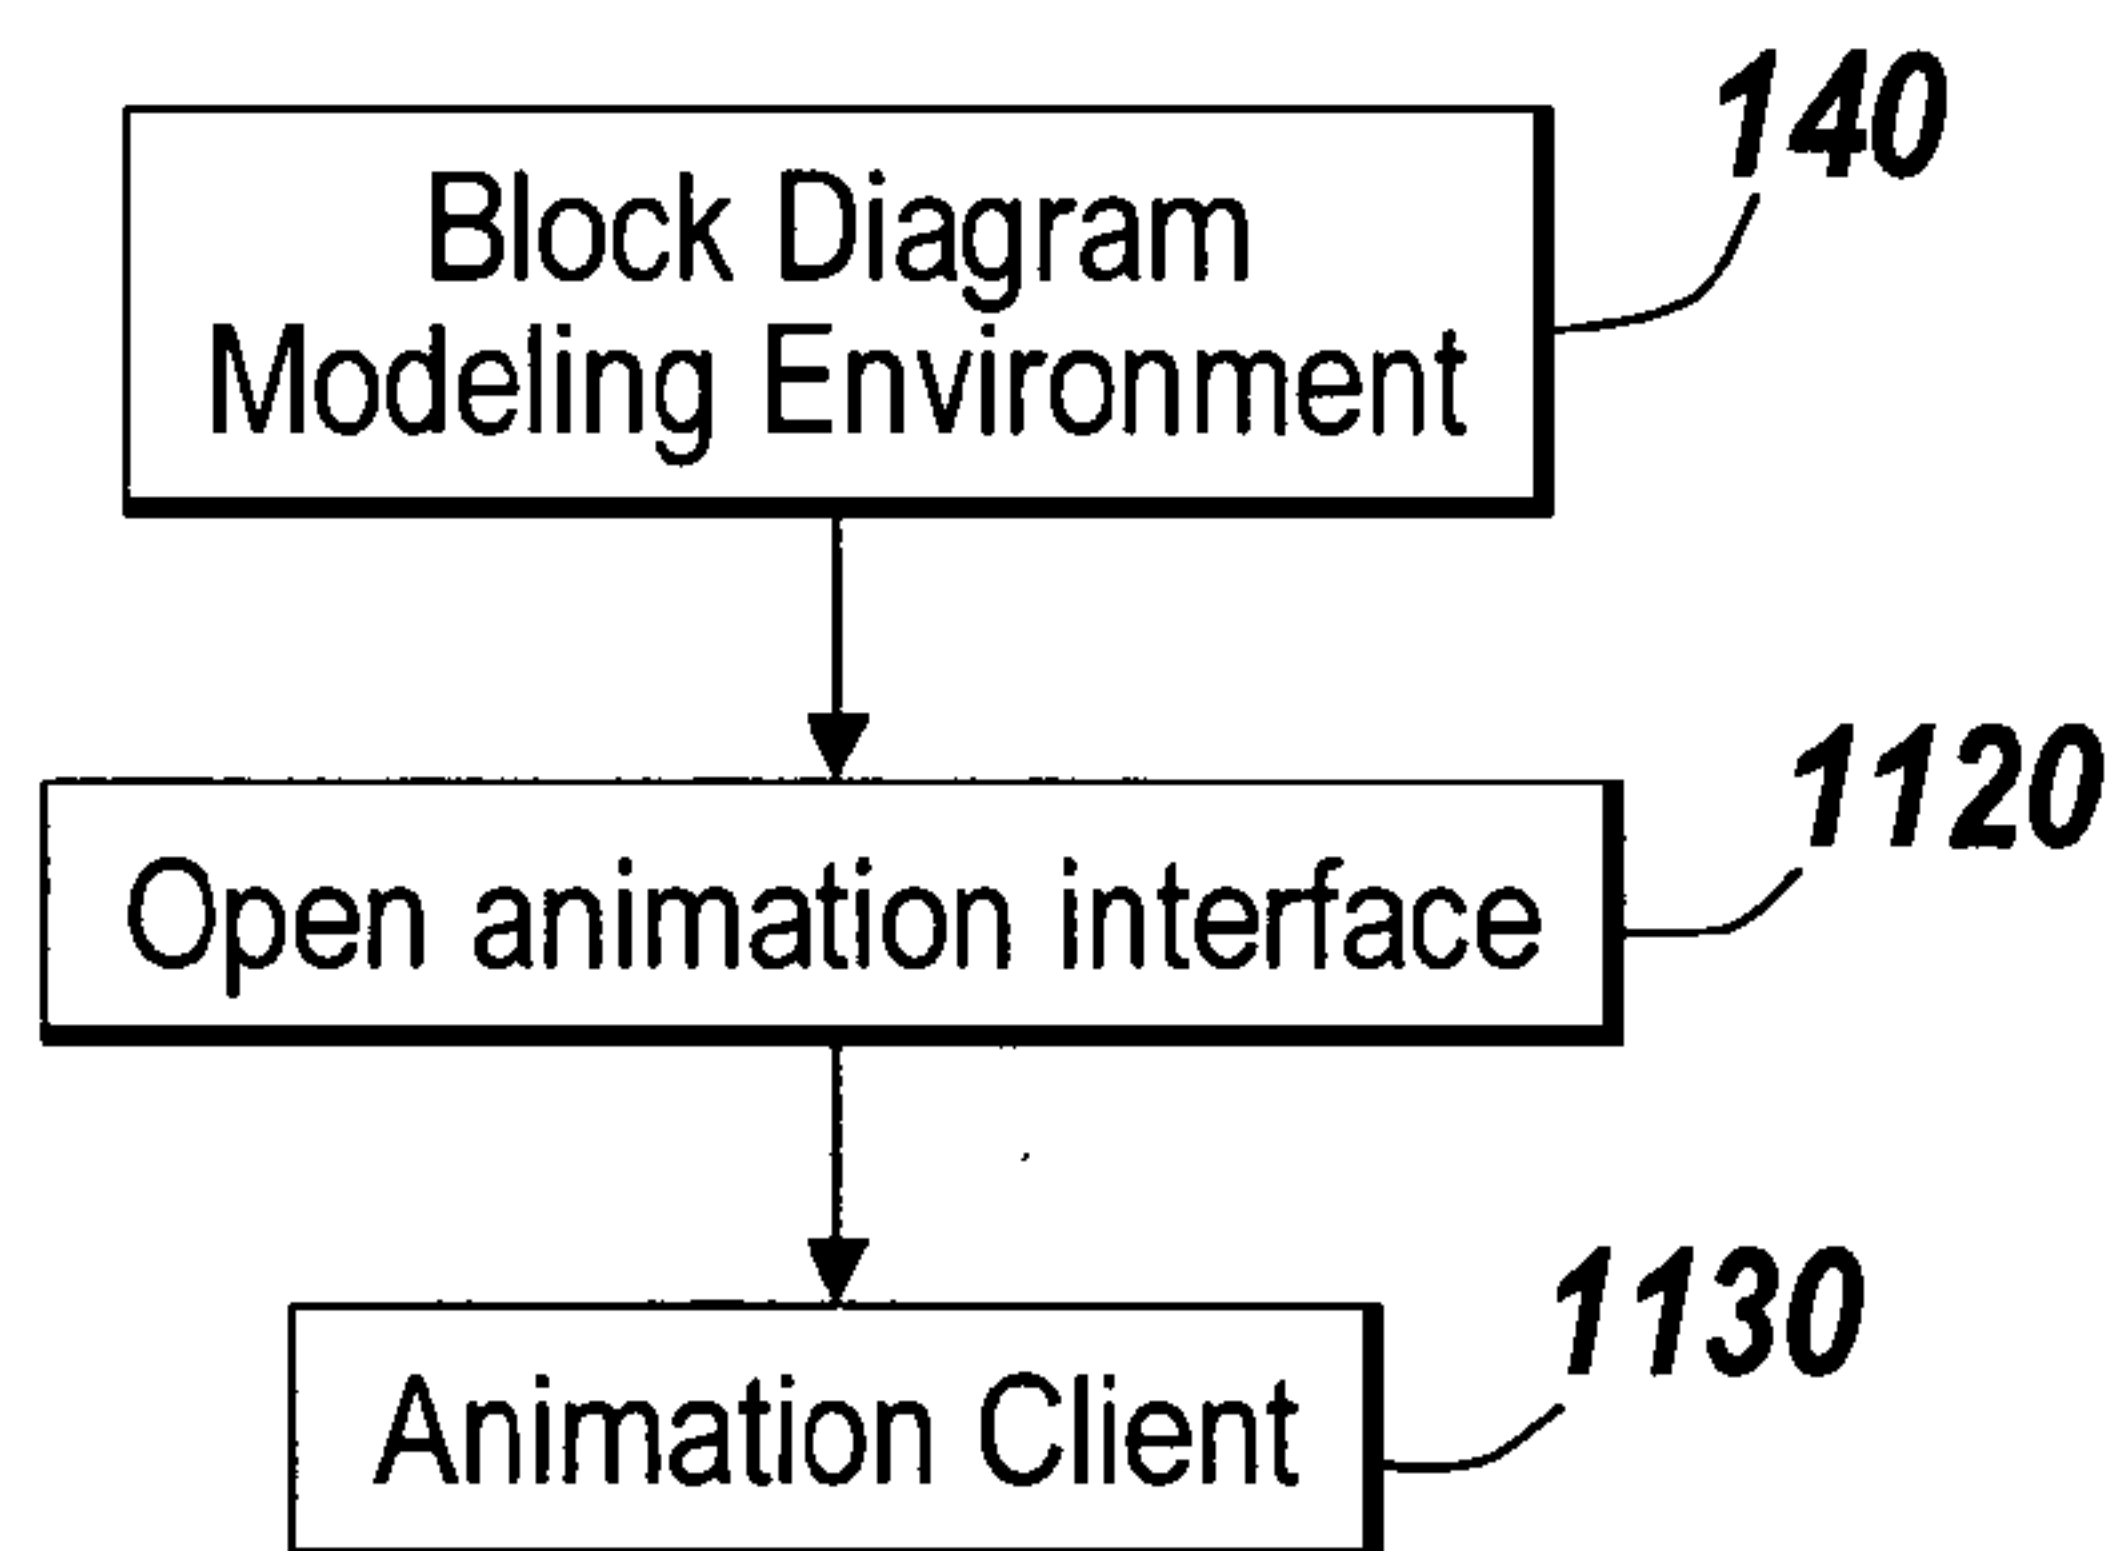 140
Block Diagram
Modeling Environment
1120
Open animation interface
1130
Animation Client